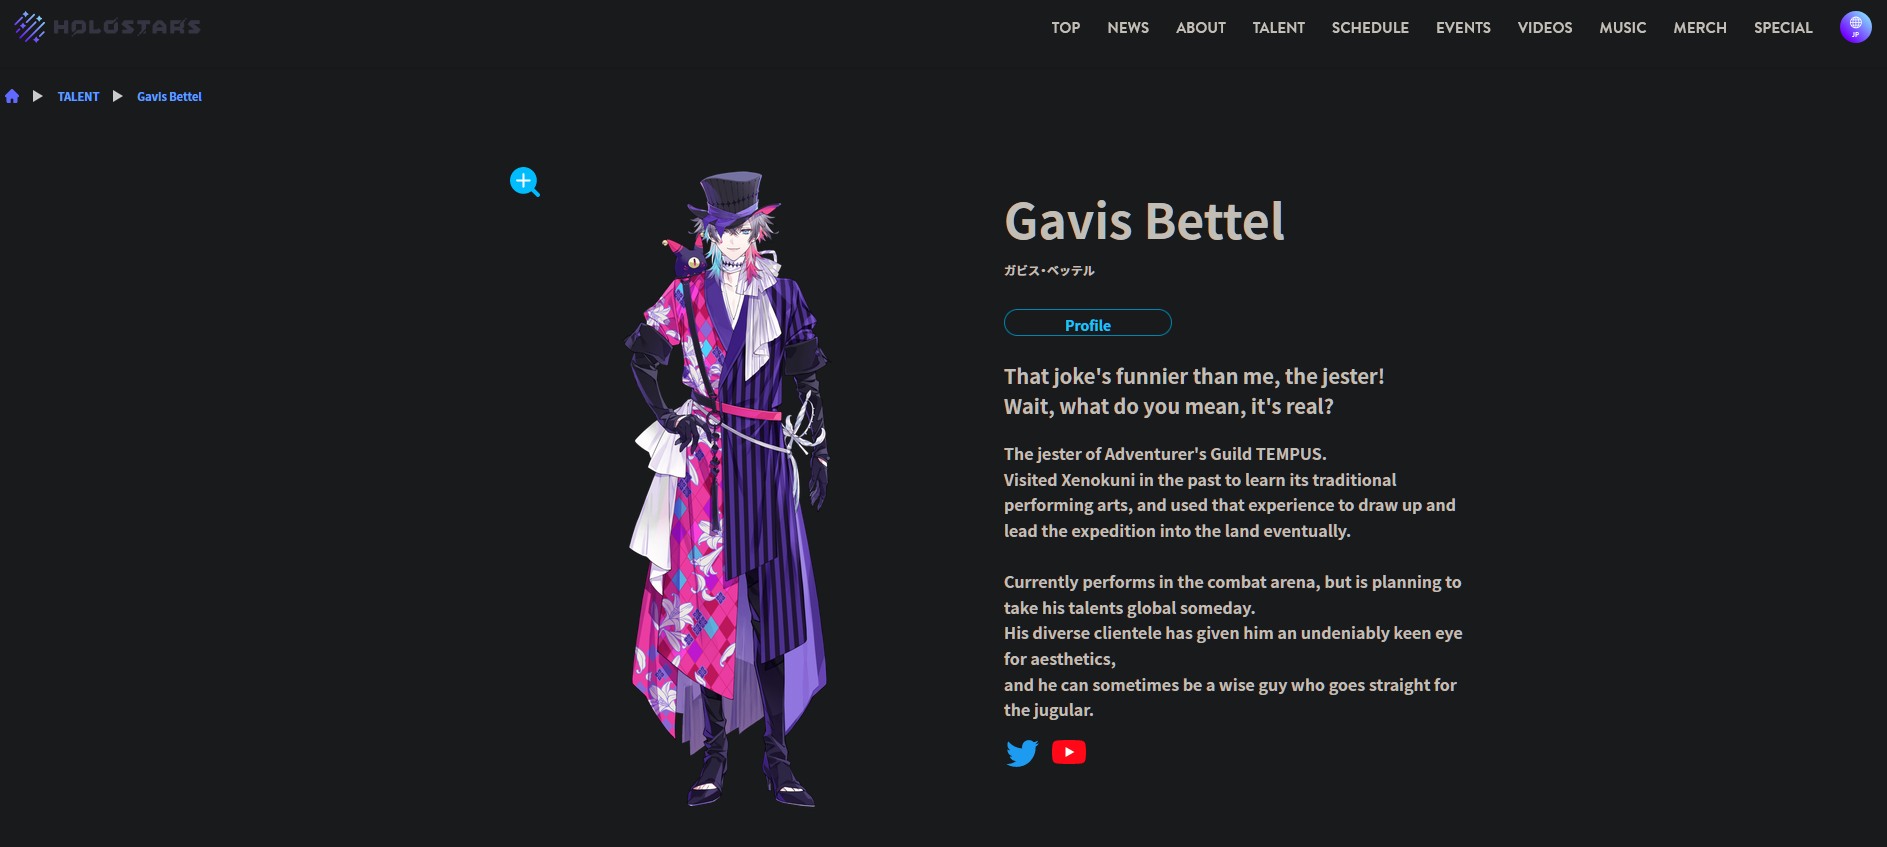 HOLOSTARS
TOP NEWS ABOUT TALENT SCHEDULE EVENTS VIDEOS MUSIC MERCH SPECIAL
JP
TALENT Gavis Bettel
Gavis Bettel
ガビス・ベッテル
Profile
That joke's funnier than me, the jester!
Wait, what do you mean, it's real?
The jester of Adventurer's Guild TEMPUS.
Visited Xenokuni in the past to learn its traditional
performing arts, and used that experience to draw up and
lead the expedition into the land eventually.
Currently performs in the combat arena, but is planning to
take his talents global someday.
His diverse clientele has given him an undeniably keen eye
for aesthetics,
and he can sometimes be a wise guy who goes straight for
the jugular.